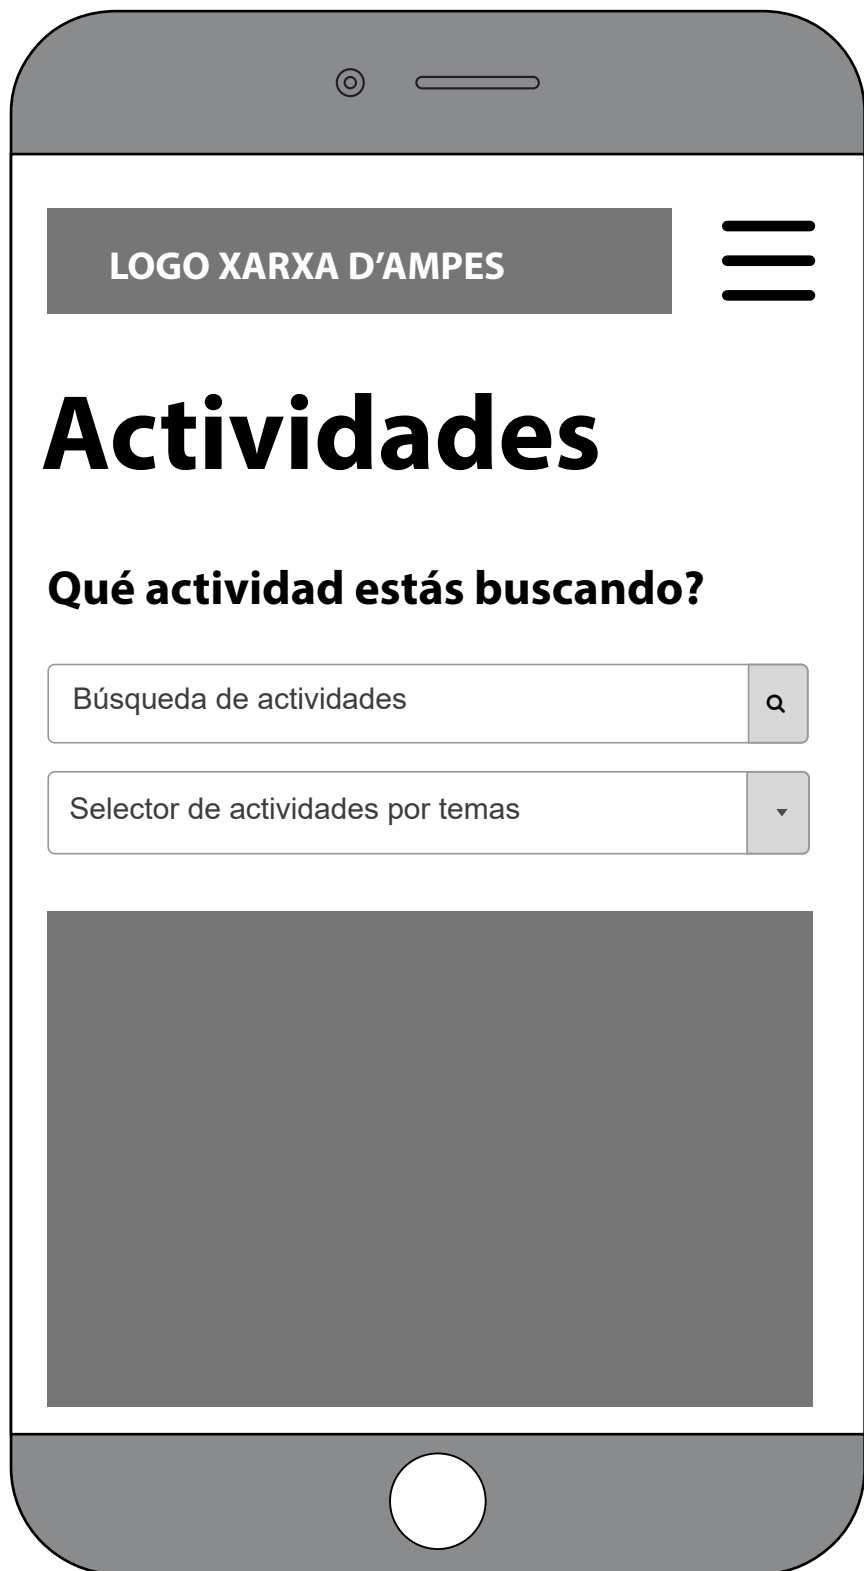 LOGO XARXA D’AMPES
Actividades
Qué actividad estás buscando?
Búsqueda de actividades
Selector de actividades por temas